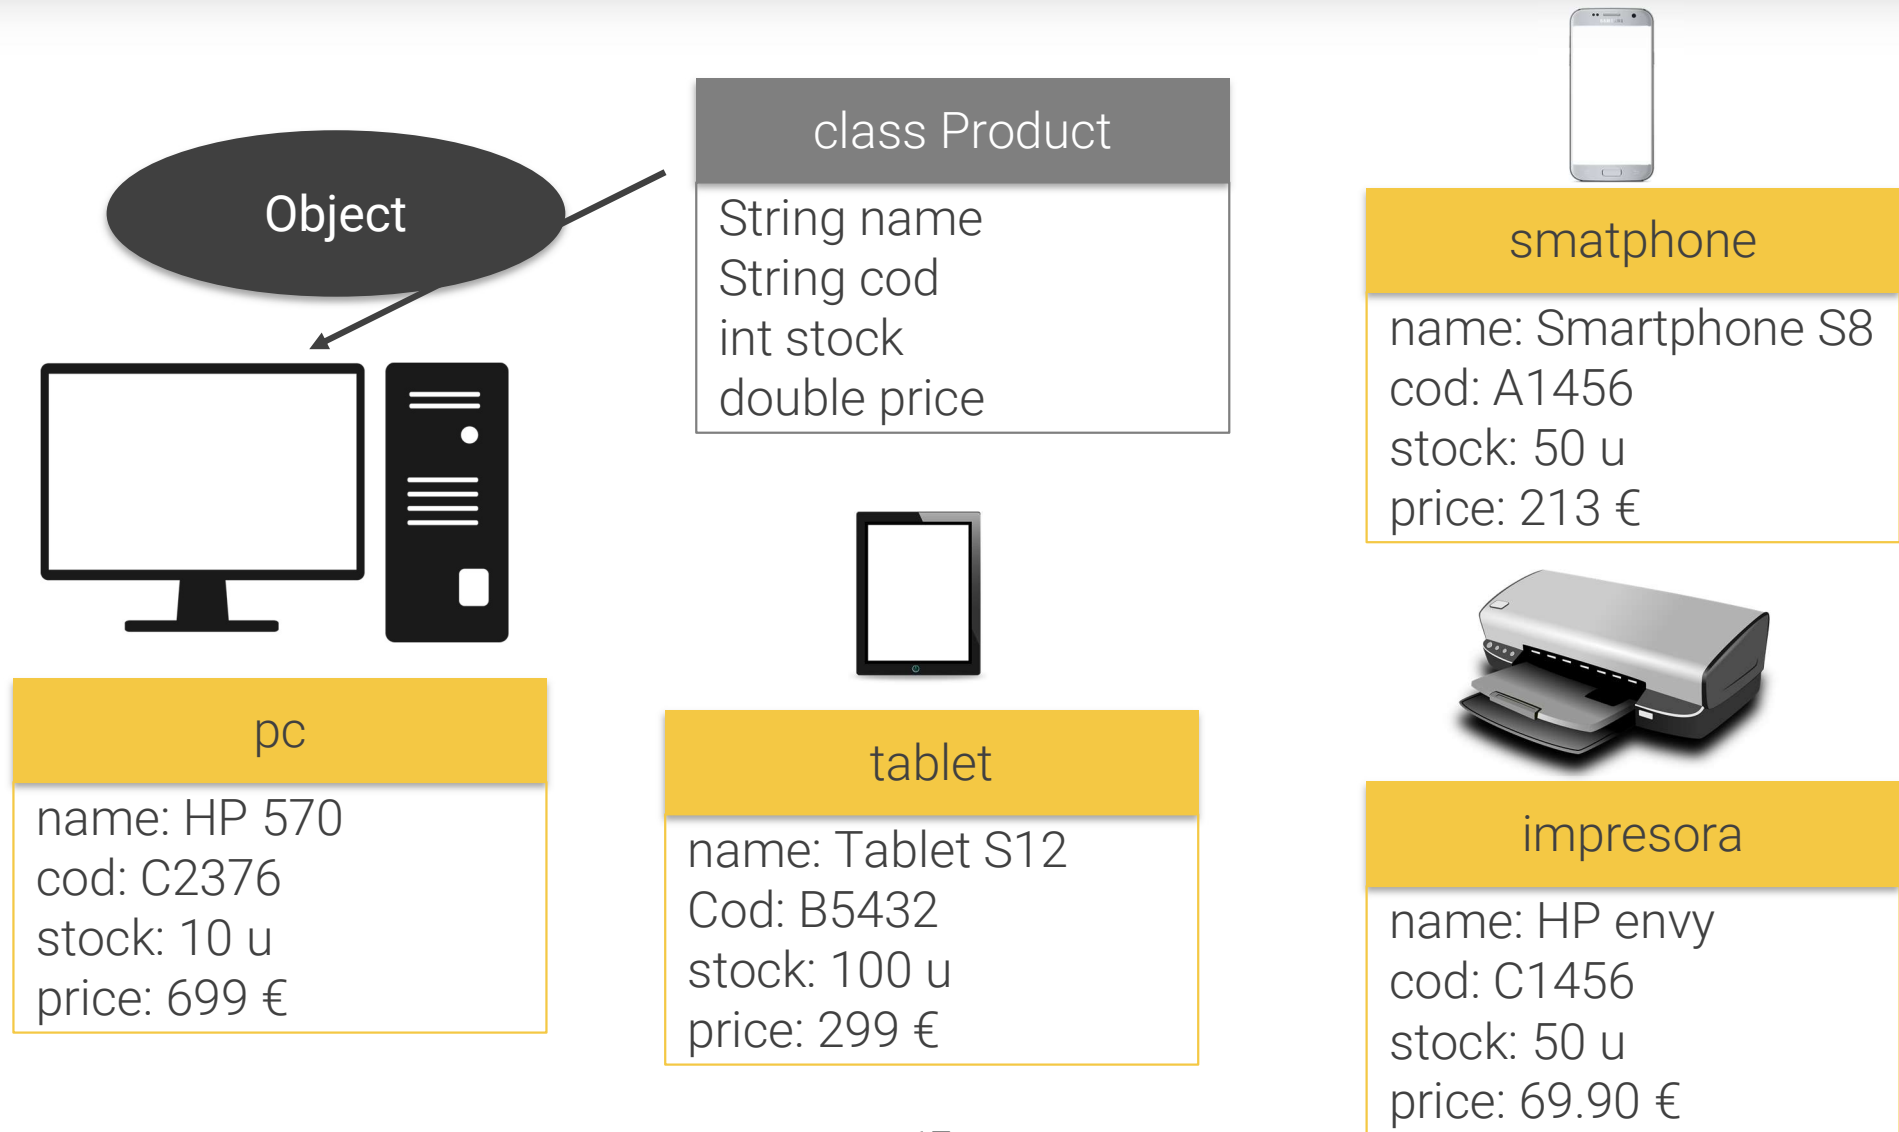 Object
class Product
String name
String cod
int stock
double price
smatphone
name: Smartphone S8
cod: A1456
stock: 50 u
price: 213 €
pc
name: HP 570
cod: C2376
stock: 10 u
price: 699 €
tablet
name: Tablet S12
Cod: B5432
stock: 100 u
price: 299 €
impresora
name: HP envy
cod: C1456
stock: 50 u
price: 69.90 €